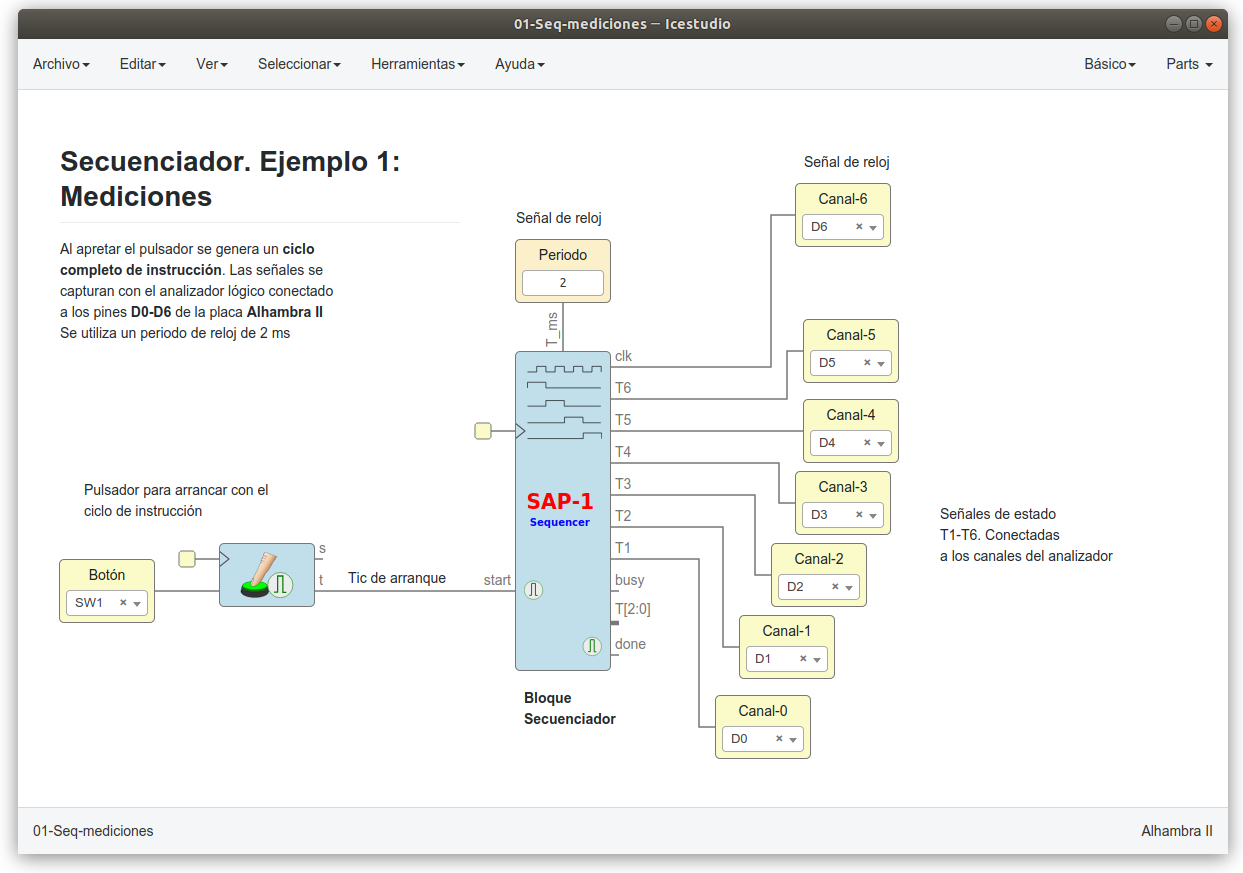 01-Seq-mediciones — Icestudio
Archivo Editar Ver Seleccionar Herramientas Ayuda Básico Parts
Secuenciador. Ejemplo 1:
Mediciones
Al apretar el pulsador se genera un ciclo
completo de instrucción. Las señales se
capturan con el analizador lógico conectado
a los pines D0-D6 de la placa Alhambra II
Se utiliza un periodo de reloj de 2 ms
Señal de reloj
Periodo
2
T_ms
Señal de reloj
Canal-6
D6
clk
T6
T5
T4
T3
T2
T1
busy
T[2:0]
done
SAP-1
Sequencer
start
Bloque
Secuenciador
Canal-5
D5
Canal-4
D4
Canal-3
D3
Canal-2
D2
Canal-1
D1
Canal-0
D0
Señales de estado
T1-T6. Conectadas
a los canales del analizador
Pulsador para arrancar con el
ciclo de instrucción
Botón
SW1
s
t
Tic de arranque
01-Seq-mediciones
Alhambra II